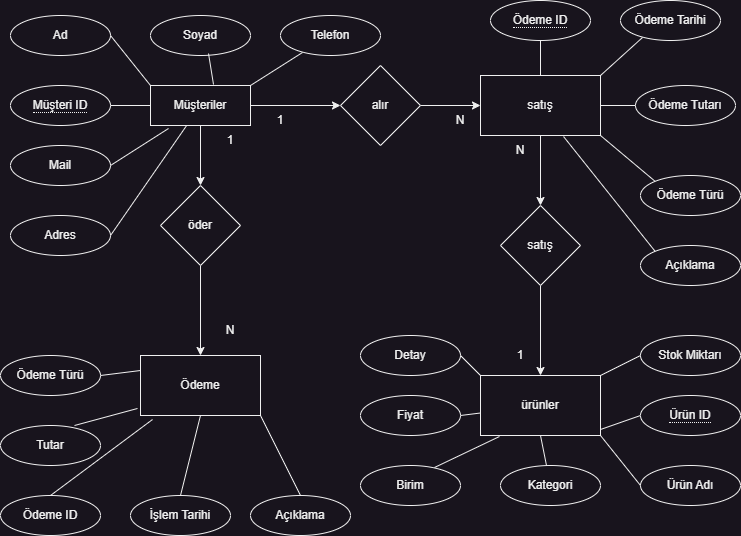 Ad
Soyad
Telefon
Ödeme ID
Ödeme Tarihi
Müşteri ID
Müşteriler
1
1
alır
N
satış
Ödeme Tutarı
Mail
N
Ödeme Türü
Adres
öder
satış
Açıklama
N
1
Ödeme Türü
Ödeme
Detay
Stok Miktarı
Fiyat
ürünler
Ürün ID
Tutar
Birim
Kategori
Ürün Adı
Ödeme ID
İşlem Tarihi
Açıklama